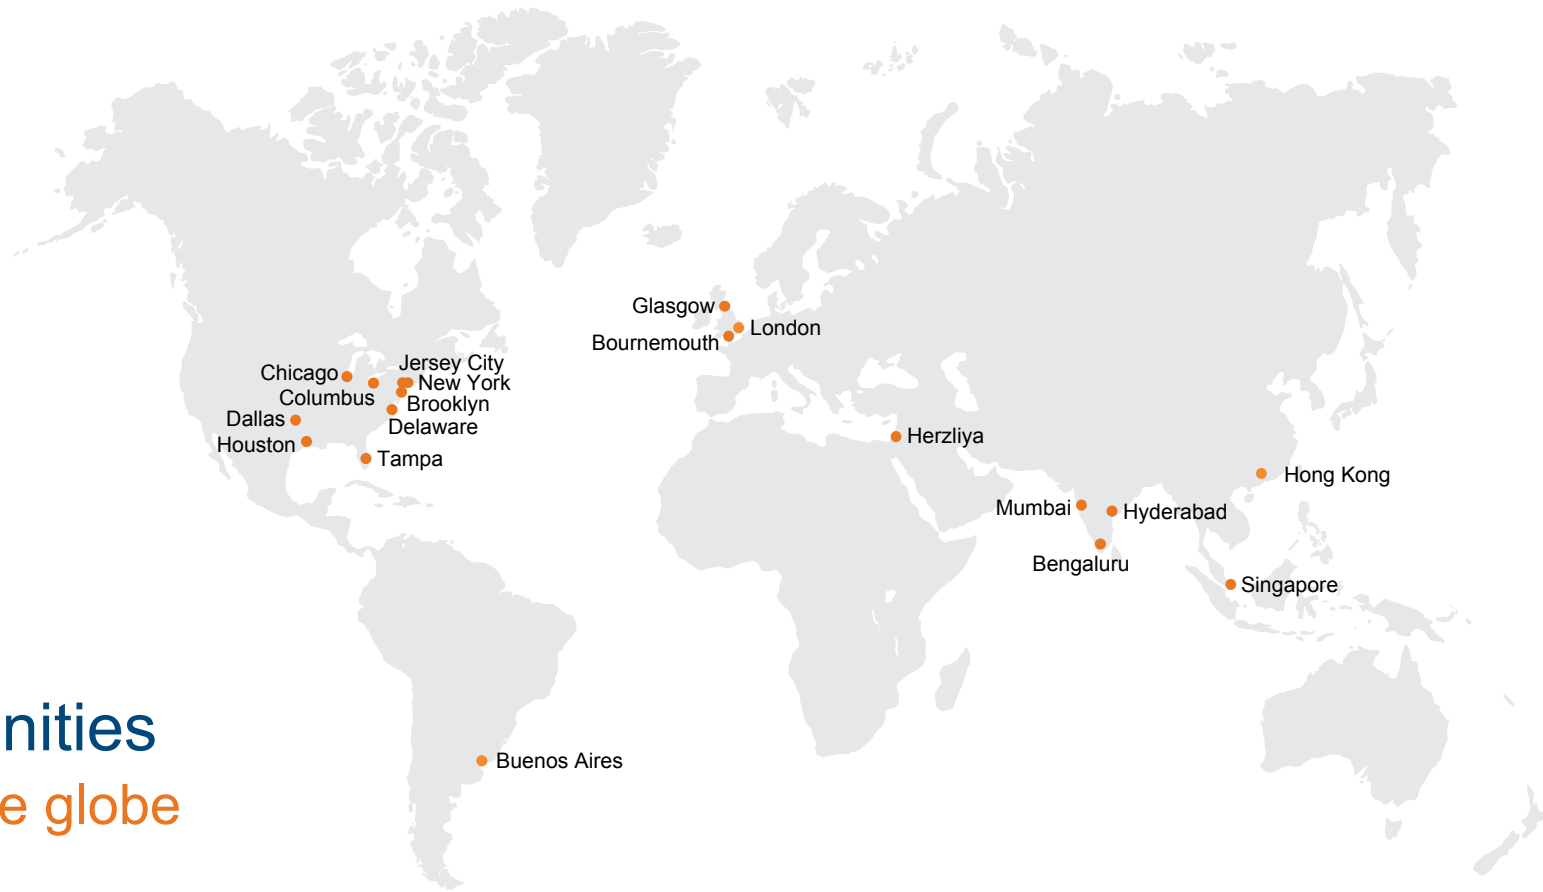 Glasgow
London
Bournemouth
Jersey City
Chicago
New York
Columbus
Brooklyn
Dallas
Delaware
Houston
Tampa
Herzliya
Hong Kong
Mumbai
Hyderabad
Bengaluru
Singapore
nities
Buenos Aires
e globe